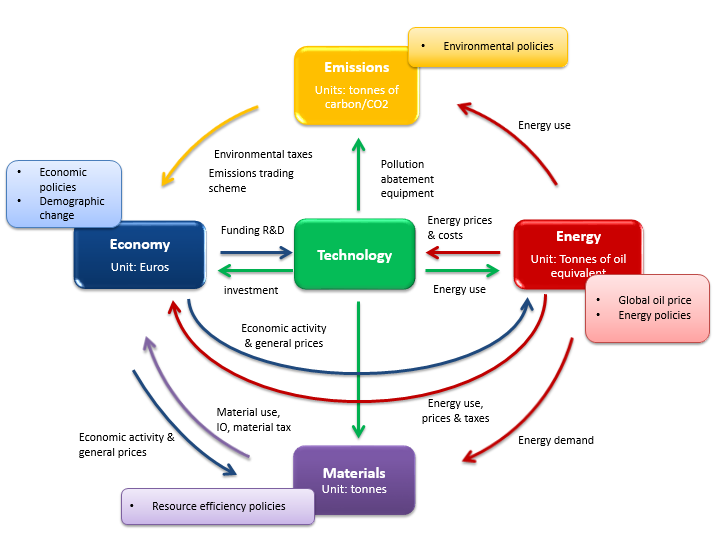 • Environmental policies
Emissions
Units: tonnes of
carbon/CO2
Energy use
Environmental taxes
Emissions trading
scheme
Pollution
abatement
equipment
• Economic
policies
• Demographic
change
Economy
Unit: Euros
Funding R&D
investment
Technology
Energy prices
& costs
Energy use
Energy
Unit: Tonnes of oil
equivalent
• Global oil price
• Energy policies
Economic activity
& general prices
Material use,
IO, material tax
Energy use,
prices & taxes
Economic activity &
general prices
Energy demand
Materials
Unit: tonnes
• Resource efficiency policies